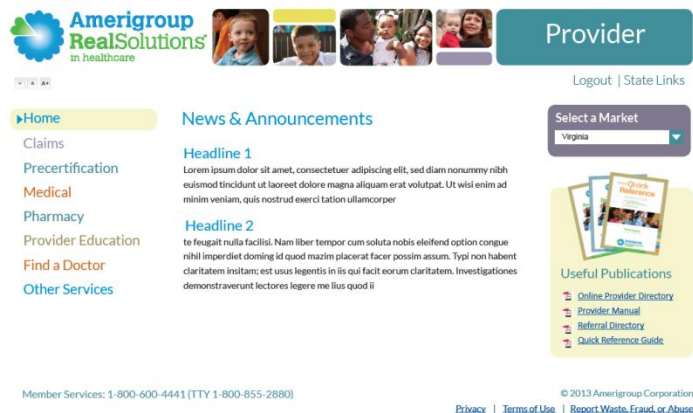 Amerigroup
RealSolutions
in healthcare
Provider
Logout | State Links
- A A+
Home
Claims
Precertification
Medical
Pharmacy
Provider Education
Find a Doctor
Other Services
News & Announcements
Headline 1
Lorem ipsum dolor sit amet, consectetuer adipiscing elit, sed diam nonummy nibh
euismod tincidunt ut laoreet dolore magna aliquam erat volutpat. Ut wisi enim ad
minim veniam, quis nostrud exerci tation ullamcorper
Headline 2
te feugait nulla facilisi. Nam liber tempor cum soluta nobis eleifend option congue
nihil imperdiet doming id quod mazim placerat facer possim assum. Typi non habent
claritatem insitam; est usus legentis in iis qui facit eorum claritatem. Investigationes
demonstraverunt lectores legere me lius quod ii
Select a Market
Virginia
Quick
Reference
Useful Publications
Online Provider Directory
Provider Manual
Referral Directory
Quick Reference Guide
Member Services: 1-800-600-4441 (TTY 1-800-855-2880)
© 2013 Amerigroup Corporation
Privacy | Terms of Use | Report Waste, Fraud, or Abuse